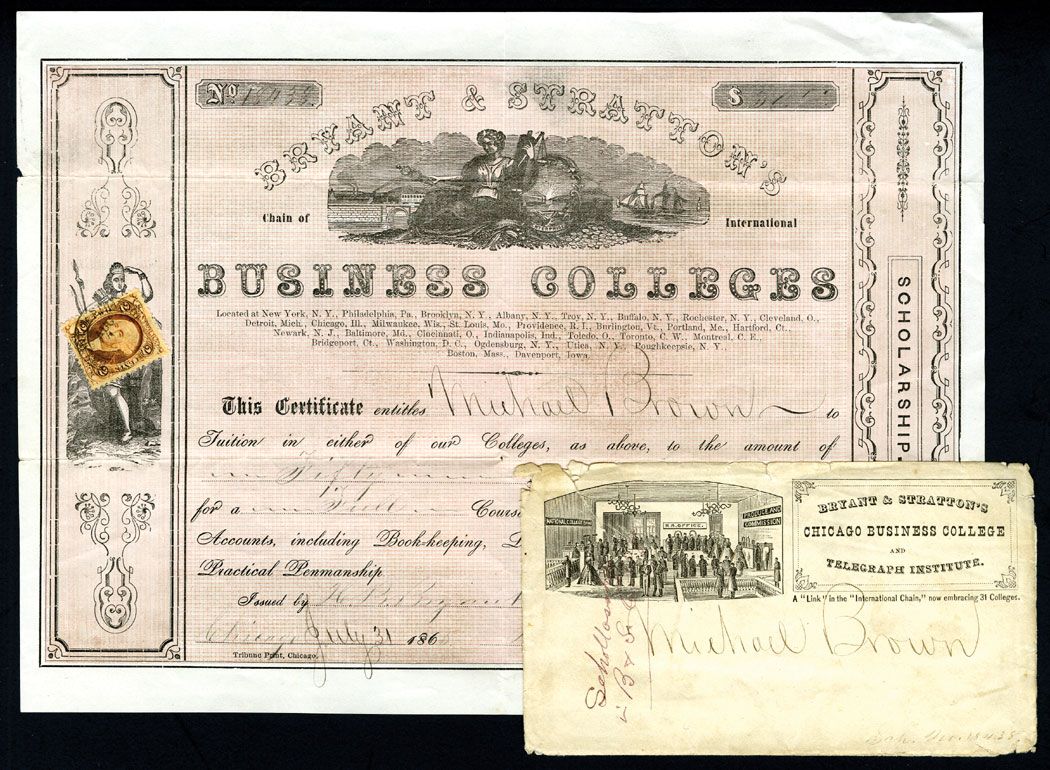 No
$
BRYANT & STRATTON'S
Chain of International
BUSINESS COLLEGES
Located at New York, N. Y., Philadelphia, Pa., Brooklyn, N. Y., Albany, N. Y., Troy, N. Y., Buffalo, N. Y., Rochester, N. Y., Cleveland, O.,
Detroit, Mich., Chicago, Ill., Milwaukee, Wis., St. Louis, Mo., Providence, R. I., Burlington, Vt., Portland, Me., Hartford, Ct.,
Newark, N. J., Baltimore, Md., Cincinnati, O., Indianapolis, Ind., Toledo, O., Toronto, C. W., Montreal, C. E.,
Bridgeport, Ct., Washington, D. C., Ogdensburg, N. Y., Utica, N. Y., Poughkeepsie, N. Y.,
Boston, Mass., Davenport, Iowa.
This Certificate entitles Michael Brown to
Tuition in either of our Colleges, as above, to the amount of
Fifty
for a Full Cours
Accounts, including Book-keeping,
Practical Penmanship
Issued by
Chicago July 31 186
Tribune Print, Chicago.
SCHOLARSHIP.
NATIONAL COLLEGE BANK
R.R. OFFICE.
PRODUCE AND
COMMISSION
BRYANT & STRATTON'S
CHICAGO BUSINESS COLLEGE
AND
TELEGRAPH INSTITUTE.
A "Link" in the "International Chain," now embracing 31 Colleges.
Michael Brown
in B & S